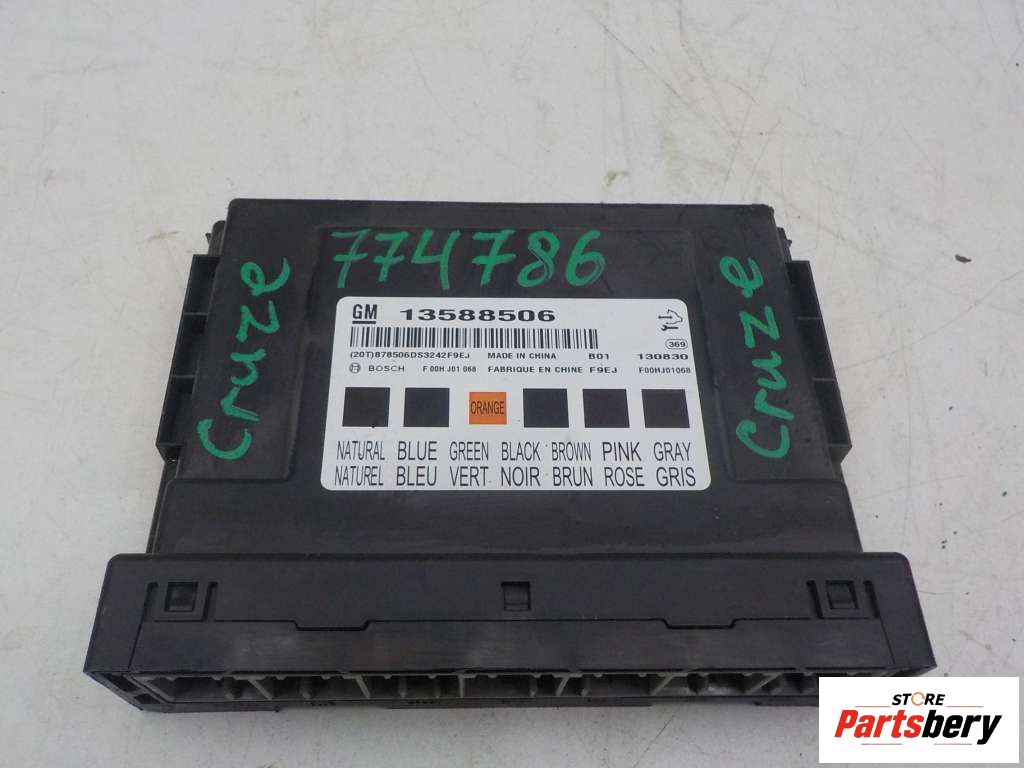 774786
Cruze
Cruze
GM 13588506
369
(20T)878506DS3242F9EJ MADE IN CHINA B01 130830
BOSCH F 00H J01 068 FABRIQUE EN CHINE F9EJ F00HJ01068
ORANGE
NATURAL BLUE GREEN BLACK BROWN PINK GRAY
NATUREL BLEU VERT NOIR BRUN ROSE GRIS
STORE
Partsbery